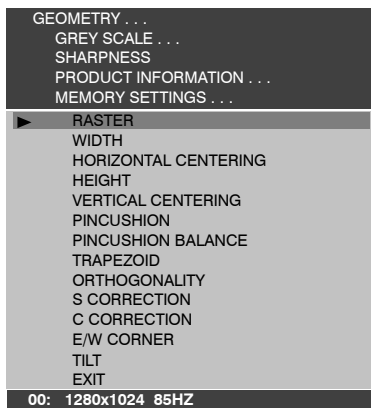 GEOMETRY . . .
GREY SCALE . . .
SHARPNESS
PRODUCT INFORMATION . . .
MEMORY SETTINGS . . .
RASTER
WIDTH
HORIZONTAL CENTERING
HEIGHT
VERTICAL CENTERING
PINCUSHION
PINCUSHION BALANCE
TRAPEZOID
ORTHOGONALITY
S CORRECTION
C CORRECTION
E/W CORNER
TILT
EXIT
00: 1280x1024 85HZ